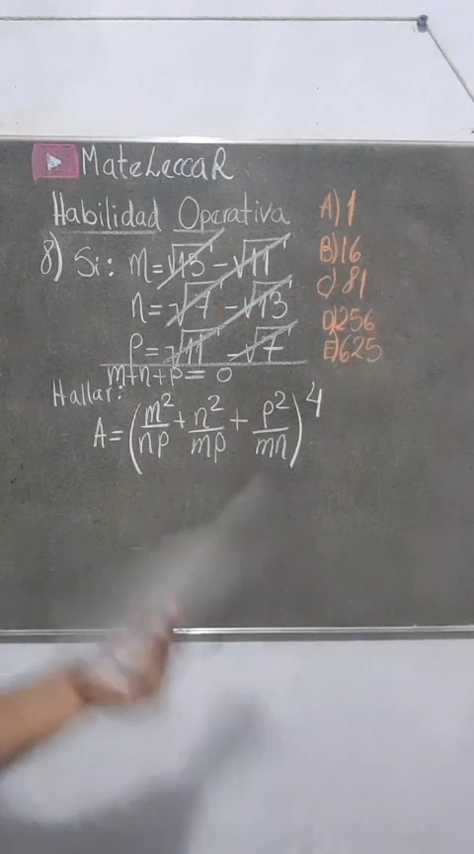 MateLeccaR
Habilidad Operativa
8) Si: m=√13 - √11
n=√7 - √13
p=√11 - √7
m+n+p= 0
Hallar:
A=(m²/np + n²/mp + p²/mn)⁴
A) 1
B) 16
C) 81
D) 256
E) 625